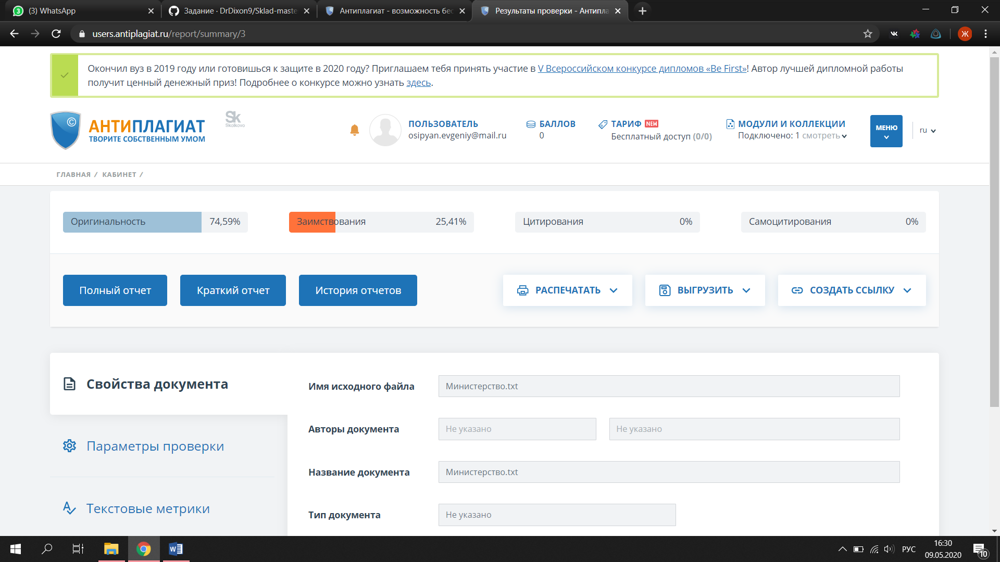 (3) WhatsApp
Задание · DrDixon9/Sklad-maste
Антиплагиат - возможность бес
Результаты проверки - Антипла
users.antiplagiat.ru/report/summary/3
Ж
Окончил вуз в 2019 году или готовишься к защите в 2020 году? Приглашаем тебя принять участие в V Всероссийском конкурсе дипломов «Be First»! Автор лучшей дипломной работы
получит ценный денежный приз! Подробнее о конкурсе можно узнать здесь.
АНТИПЛАГИАТ
ТВОРИТЕ СОБСТВЕННЫМ УМОМ
Sk
Skolkovo
ПОЛЬЗОВАТЕЛЬ
osipyan.evgeniy@mail.ru
БАЛЛОВ
0
ТАРИФ NEW
Бесплатный доступ (0/0)
МОДУЛИ И КОЛЛЕКЦИИ
Подключено: 1 смотреть
МЕНЮ
ru
ГЛАВНАЯ / КАБИНЕТ /
Оригинальность 74,59%
Заимствования 25,41%
Цитирования 0%
Самоцитирования 0%
Полный отчет
Краткий отчет
История отчетов
РАСПЕЧАТАТЬ
ВЫГРУЗИТЬ
СОЗДАТЬ ССЫЛКУ
Свойства документа
Параметры проверки
Текстовые метрики
Имя исходного файла Министерство.txt
Авторы документа Не указано Не указано
Название документа Министерство.txt
Тип документа Не указано
РУС
16:30
09.05.2020
10